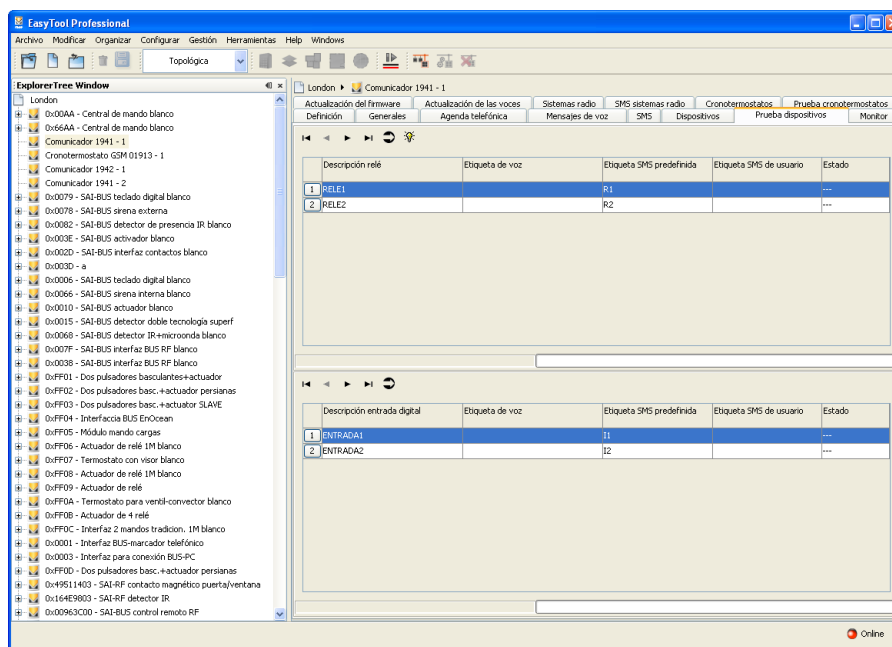 EasyTool Professional
Archivo Modificar Organizar Configurar Gestión Herramientas Help Windows
Topológica
ExplorerTree Window
London
0x00AA - Central de mando blanco
0x66AA - Central de mando blanco
Comunicador 1941 - 1
Cronotermostato GSM 01913 - 1
Comunicador 1942 - 1
Comunicador 1941 - 2
0x0079 - SAI-BUS teclado digital blanco
0x0078 - SAI-BUS sirena externa
0x0082 - SAI-BUS detector de presencia IR blanco
0x003E - SAI-BUS activador blanco
0x002D - SAI-BUS interfaz contactos blanco
0x003D - a
0x0006 - SAI-BUS teclado digital blanco
0x0066 - SAI-BUS sirena interna blanco
0x0010 - SAI-BUS actuador blanco
0x0015 - SAI-BUS detector doble tecnología superf
0x0068 - SAI-BUS detector IR+microonda blanco
0x007F - SAI-BUS interfaz BUS RF blanco
0x0038 - SAI-BUS interfaz BUS RF blanco
0xFF01 - Dos pulsadores basculantes+actuador
0xFF02 - Dos pulsadores basc.+actuador persianas
0xFF03 - Dos pulsadores basc.+actuator SLAVE
0xFF04 - Interfaccia BUS EnOcean
0xFF05 - Módulo mando cargas
0xFF06 - Actuador de relé 1M blanco
0xFF07 - Termostato con visor blanco
0xFF08 - Actuador de relé 1M blanco
0xFF09 - Actuador de relé
0xFF0A - Termostato para ventil-convector blanco
0xFF0B - Actuador de 4 relé
0xFF0C - Interfaz 2 mandos tradicion. 1M blanco
0x0001 - Interfaz BUS-marcador telefónico
0x0003 - Interfaz para conexión BUS-PC
0xFF0D - Dos pulsadores basc.+actuador persianas
0x49511403 - SAI-RF contacto magnético puerta/ventana
0x164E9803 - SAI-RF detector IR
0x00963C00 - SAI-BUS control remoto RF
London Comunicador 1941 - 1
Actualización del firmware Actualización de las voces Sistemas radio SMS sistemas radio Cronotermostatos Prueba cronotermostatos
Definición Generales Agenda telefónica Mensajes de voz SMS Dispositivos Prueba dispositivos Monitor
Descripción relé Etiqueta de voz Etiqueta SMS predefinida Etiqueta SMS de usuario Estado
1 RELE1 R1 ---
2 RELE2 R2 ---
Descripción entrada digital Etiqueta de voz Etiqueta SMS predefinida Etiqueta SMS de usuario Estado
1 ENTRADA1 I1 ---
2 ENTRADA2 I2 ---
Online